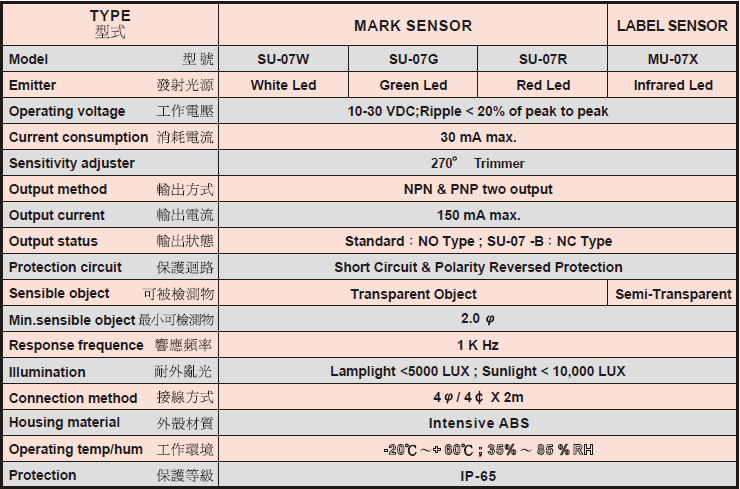 TYPE MARK SENSOR LABEL SENSOR
型式
Model 型號 SU-07W SU-07G SU-07R MU-07X
Emitter 發射光源 White Led Green Led Red Led Infrared Led
Operating voltage 工作電壓 10-30 VDC;Ripple < 20% of peak to peak
Current consumption 消耗電流 30 mA max.
Sensitivity adjuster 270° Trimmer
Output method 輸出方式 NPN & PNP two output
Output current 輸出電流 150 mA max.
Output status 輸出狀態 Standard：NO Type ; SU-07 -B：NC Type
Protection circuit 保護迴路 Short Circuit & Polarity Reversed Protection
Sensible object 可被檢測物 Transparent Object Semi-Transparent
Min.sensible object 最小可檢測物 2.0 φ
Response frequence 響應頻率 1 K Hz
Illumination 耐外亂光 Lamplight <5000 LUX ; Sunlight < 10,000 LUX
Connection method 接線方式 4φ/ 4￠ X 2m
Housing material 外殼材質 Intensive ABS
Operating temp/hum 工作環境 -20℃～+ 60℃ ; 35% ～ 85 % RH
Protection 保護等級 IP-65